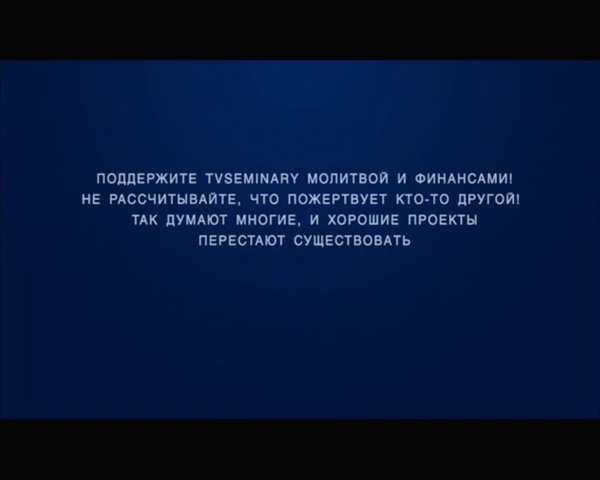 ПОДДЕРЖИТЕ TVSEMINARY МОЛИТВОЙ И ФИНАНСАМИ!
НЕ РАССЧИТЫВАЙТЕ, ЧТО ПОЖЕРТВУЕТ КТО-ТО ДРУГОЙ!
ТАК ДУМАЮТ МНОГИЕ, И ХОРОШИЕ ПРОЕКТЫ
ПЕРЕСТАЮТ СУЩЕСТВОВАТЬ